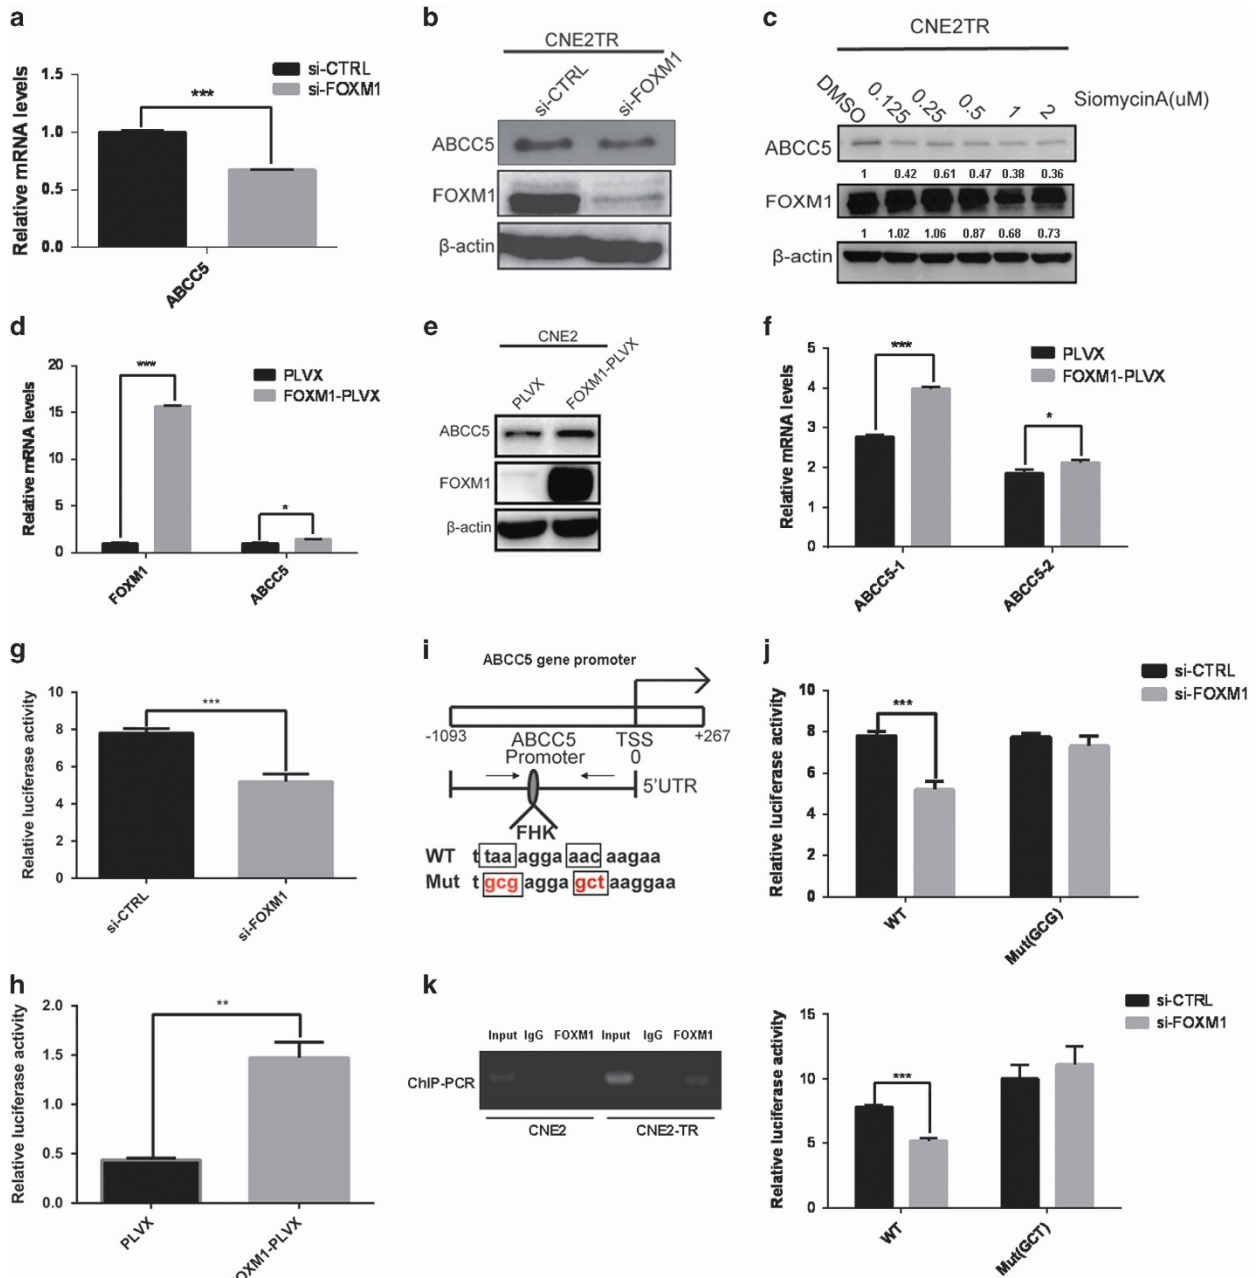 a
Relative mRNA levels
1.5
1.0
0.5
0.0
***
si-CTRL
si-FOXM1
ABCC5
b
CNE2TR
si-CTRL
si-FOXM1
ABCC5
FOXM1
β-actin
c
CNE2TR
DMSO 0.125 0.25 0.5 1 2 SiomycinA(uM)
ABCC5
1 0.42 0.61 0.47 0.38 0.36
FOXM1
1 1.02 1.06 0.87 0.68 0.73
β-actin
d
Relative mRNA levels
20
15
10
5
0
***
*
PLVX
FOXM1-PLVX
FOXM1
ABCC5
e
CNE2
PLVX
FOXM1-PLVX
ABCC5
FOXM1
β-actin
f
Relative mRNA levels
5
4
3
2
1
0
***
*
PLVX
FOXM1-PLVX
ABCC5-1
ABCC5-2
g
Relative luciferase activity
10
8
6
4
2
0
***
si-CTRL
si-FOXM1
i
ABCC5 gene promoter
-1093 ABCC5 TSS +267
Promoter 0
5'UTR
FHK
WT t taa agga aac aagaa
Mut t gcg agga gct aaggaa
j
Relative luciferase activity
10
8
6
4
2
0
***
si-CTRL
si-FOXM1
WT
Mut(GCG)
h
Relative luciferase activity
2.0
1.5
1.0
0.5
0.0
**
PLVX
FOXM1-PLVX
k
Input IgG FOXM1 Input IgG FOXM1
ChIP-PCR
CNE2 CNE2-TR
Relative luciferase activity
15
10
5
0
***
si-CTRL
si-FOXM1
WT
Mut(GCT)